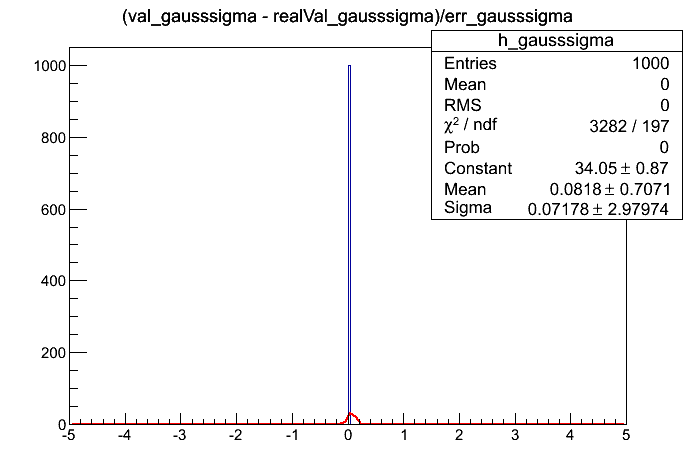 (val_gausssigma - realVal_gausssigma)/err_gausssigma
h_gausssigma
Entries 1000
Mean 0
RMS 0
χ² / ndf 3282 / 197
Prob 0
Constant 34.05 ± 0.87
Mean 0.0818 ± 0.7071
Sigma 0.07178 ± 2.97974
1000
800
600
400
200
0
-5 -4 -3 -2 -1 0 1 2 3 4 5